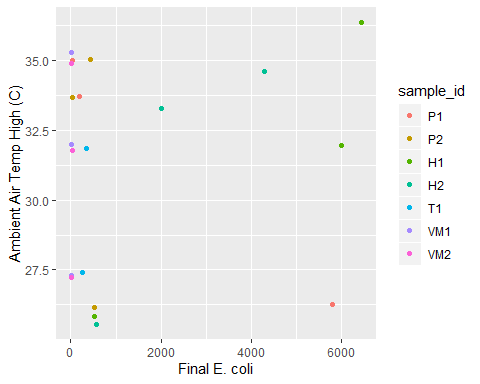 35.0
32.5
30.0
27.5
Ambient Air Temp High (C)
0
2000
4000
6000
Final E. coli
sample_id
P1
P2
H1
H2
T1
VM1
VM2